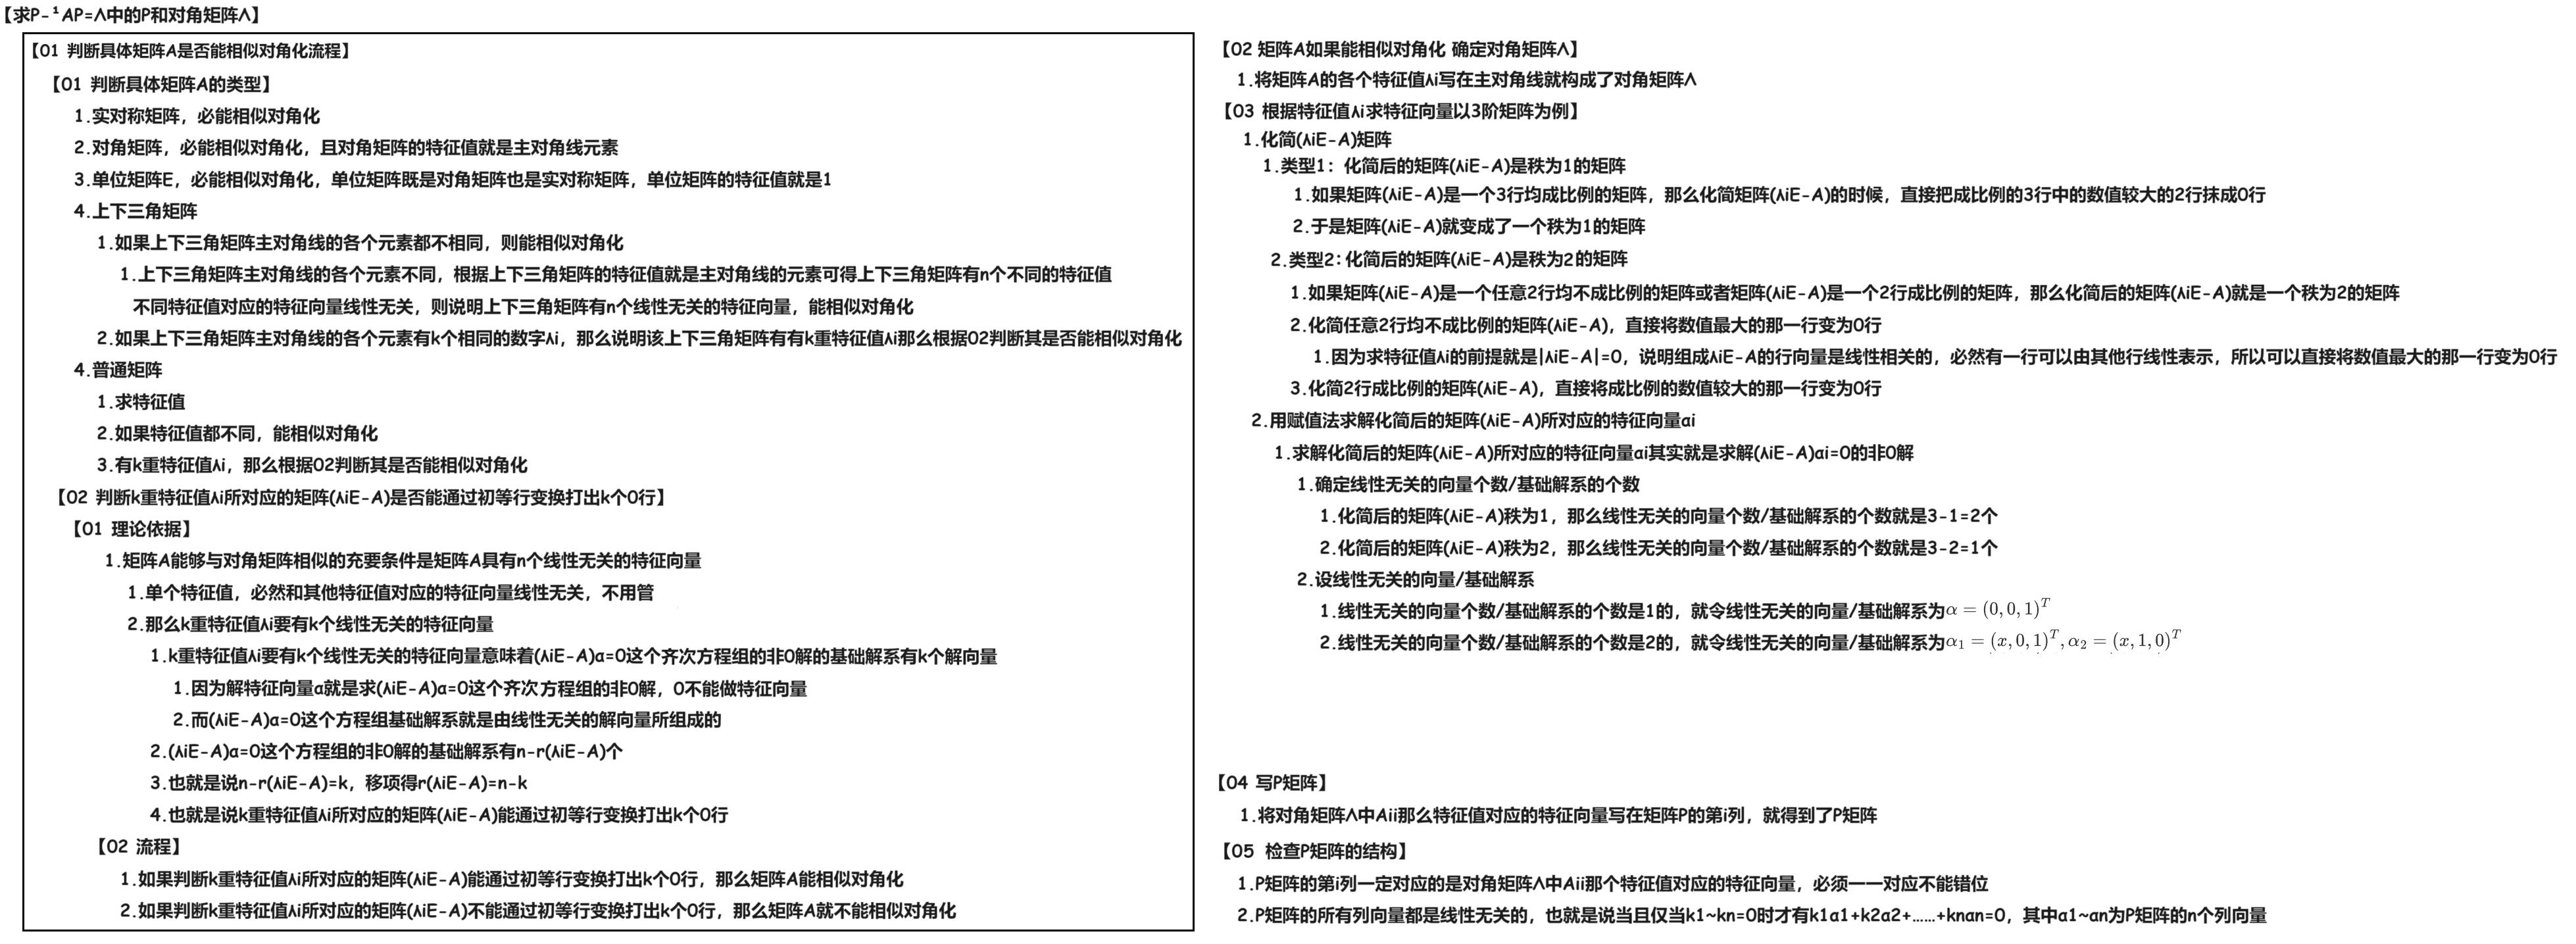 【求P-¹AP=Λ中的P和对角矩阵Λ】
【01 判断具体矩阵A是否能相似对角化流程】
【01 判断具体矩阵A的类型】
1.实对称矩阵，必能相似对角化
2.对角矩阵，必能相似对角化，且对角矩阵的特征值就是主对角线元素
3.单位矩阵E，必能相似对角化，单位矩阵既是对角矩阵也是实对称矩阵，单位矩阵的特征值就是1
4.上下三角矩阵
1.如果上下三角矩阵主对角线的各个元素都不相同，则能相似对角化
1.上下三角矩阵主对角线的各个元素不同，根据上下三角矩阵的特征值就是主对角线的元素可得上下三角矩阵有n个不同的特征值
不同特征值对应的特征向量线性无关，则说明上下三角矩阵有n个线性无关的特征向量，能相似对角化
2.如果上下三角矩阵主对角线的各个元素有k个相同的数字λi，那么说明该上下三角矩阵有有k重特征值λi那么根据02判断其是否能相似对角化
4.普通矩阵
1.求特征值
2.如果特征值都不同，能相似对角化
3.有k重特征值λi，那么根据02判断其是否能相似对角化
【02 判断k重特征值λi所对应的矩阵(λiE-A)是否能通过初等行变换打出k个0行】
【01 理论依据】
1.矩阵A能够与对角矩阵相似的充要条件是矩阵A具有n个线性无关的特征向量
1.单个特征值，必然和其他特征值对应的特征向量线性无关，不用管
2.那么k重特征值λi要有k个线性无关的特征向量
1.k重特征值λi要有k个线性无关的特征向量意味着(λiE-A)α=0这个齐次方程组的非0解的基础解系有k个解向量
1.因为解特征向量α就是求(λiE-A)α=0这个齐次方程组的非0解，0不能做特征向量
2.而(λiE-A)α=0这个方程组基础解系就是由线性无关的解向量所组成的
2.(λiE-A)α=0这个方程组的非0解的基础解系有n-r(λiE-A)个
3.也就是说n-r(λiE-A)=k，移项得r(λiE-A)=n-k
4.也就是说k重特征值λi所对应的矩阵(λiE-A)能通过初等行变换打出k个0行
【02 流程】
1.如果判断k重特征值λi所对应的矩阵(λiE-A)能通过初等行变换打出k个0行，那么矩阵A能相似对角化
2.如果判断k重特征值λi所对应的矩阵(λiE-A)不能通过初等行变换打出k个0行，那么矩阵A就不能相似对角化
【02 矩阵A如果能相似对角化 确定对角矩阵Λ】
1.将矩阵A的各个特征值λi写在主对角线就构成了对角矩阵Λ
【03 根据特征值λi求特征向量以3阶矩阵为例】
1.化简(λiE-A)矩阵
1.类型1：化简后的矩阵(λiE-A)是秩为1的矩阵
1.如果矩阵(λiE-A)是一个3行均成比例的矩阵，那么化简矩阵(λiE-A)的时候，直接把成比例的3行中的数值较大的2行抹成0行
2.于是矩阵(λiE-A)就变成了一个秩为1的矩阵
2.类型2:化简后的矩阵(λiE-A)是秩为2的矩阵
1.如果矩阵(λiE-A)是一个任意2行均不成比例的矩阵或者矩阵(λiE-A)是一个2行成比例的矩阵，那么化简后的矩阵(λiE-A)就是一个秩为2的矩阵
2.化简任意2行均不成比例的矩阵(λiE-A)，直接将数值最大的那一行变为0行
1.因为求特征值λi的前提就是|λiE-A|=0，说明组成λiE-A的行向量是线性相关的，必然有一行可以由其他行线性表示，所以可以直接将数值最大的那一行变为0行
3.化简2行成比例的矩阵(λiE-A)，直接将成比例的数值较大的那一行变为0行
2.用赋值法求解化简后的矩阵(λiE-A)所对应的特征向量αi
1.求解化简后的矩阵(λiE-A)所对应的特征向量αi其实就是求解(λiE-A)αi=0的非0解
1.确定线性无关的向量个数/基础解系的个数
1.化简后的矩阵(λiE-A)秩为1，那么线性无关的向量个数/基础解系的个数就是3-1=2个
2.化简后的矩阵(λiE-A)秩为2，那么线性无关的向量个数/基础解系的个数就是3-2=1个
2.设线性无关的向量/基础解系
1.线性无关的向量个数/基础解系的个数是1的，就令线性无关的向量/基础解系为α = (0, 0, 1)^T
2.线性无关的向量个数/基础解系的个数是2的，就令线性无关的向量/基础解系为α₁ = (x, 0, 1)^T, α₂ = (x, 1, 0)^T
【04 写P矩阵】
1.将对角矩阵Λ中Aii那么特征值对应的特征向量写在矩阵P的第i列，就得到了P矩阵
【05 检查P矩阵的结构】
1.P矩阵的第i列一定对应的是对角矩阵Λ中Aii那个特征值对应的特征向量，必须一一对应不能错位
2.P矩阵的所有列向量都是线性无关的，也就是说当且仅当k1~kn=0时才有k1α1+k2α2+……+knαn=0，其中α1~αn为P矩阵的n个列向量